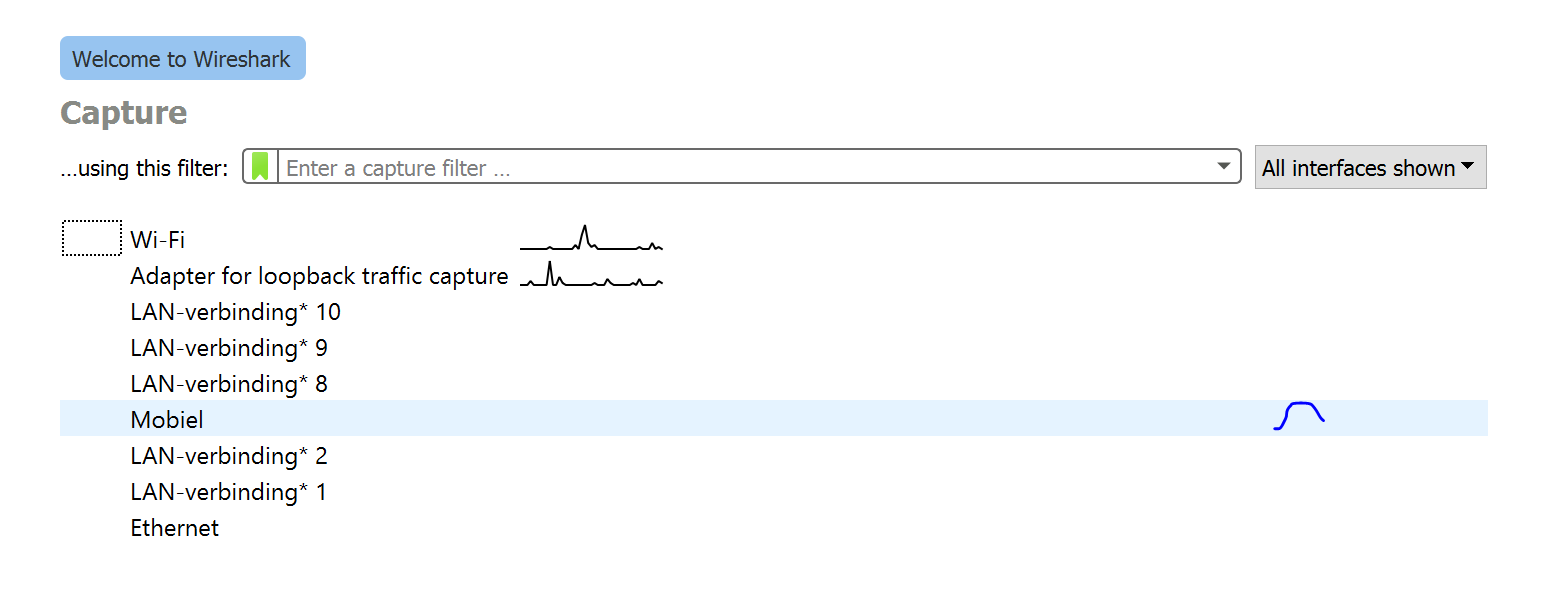 Welcome to Wireshark
Capture
...using this filter: Enter a capture filter ... All interfaces shown
Wi-Fi
Adapter for loopback traffic capture
LAN-verbinding* 10
LAN-verbinding* 9
LAN-verbinding* 8
Mobiel
LAN-verbinding* 2
LAN-verbinding* 1
Ethernet